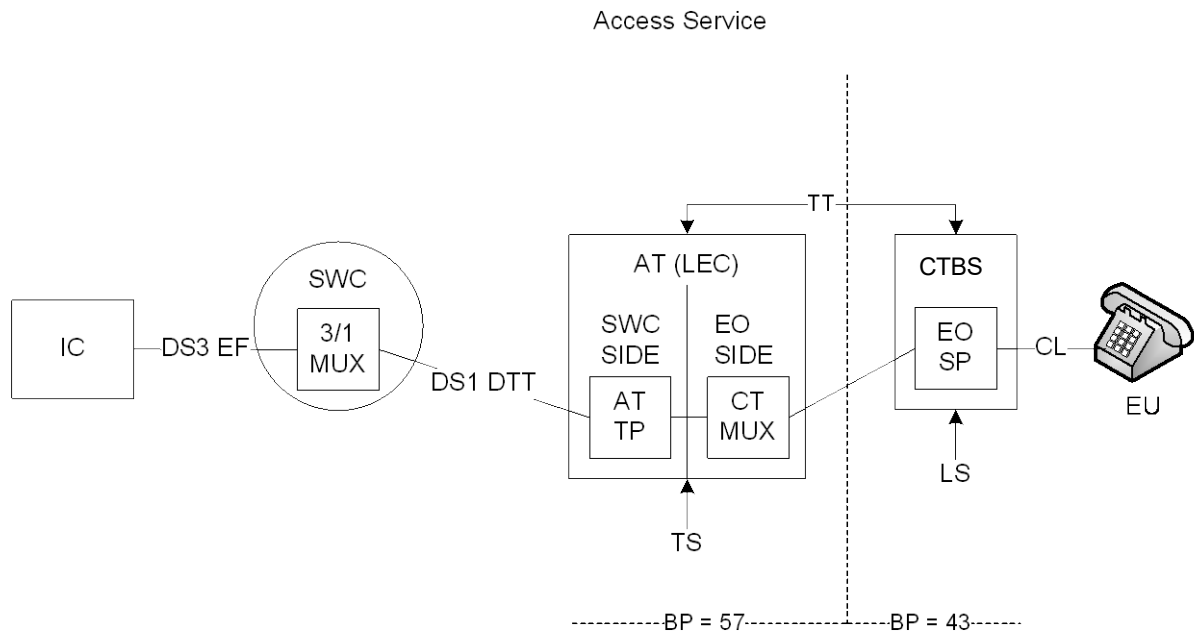 Access Service
TT
AT (LEC)
CTBS
SWC
SWC
SIDE
EO
SIDE
IC
DS3 EF
3/1
MUX
DS1 DTT
AT
TP
CT
MUX
EO
SP
CL
EU
LS
TS
BP = 57
BP = 43